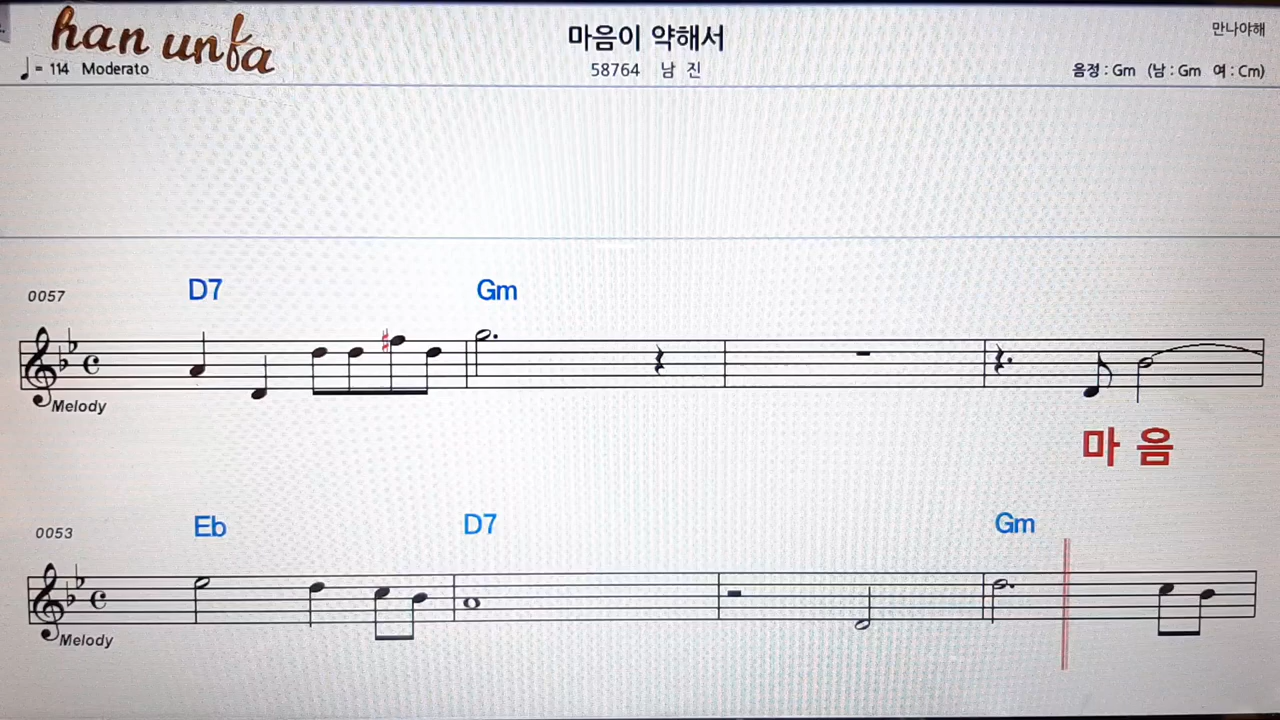 han unfa
마음이 약해서
만나야해
♩= 114 Moderato
58764 남 진
음정 : Gm (남 : Gm 여 : Cm)
D7 Gm
0057
Melody
마 음
Eb D7 Gm
0053
Melody